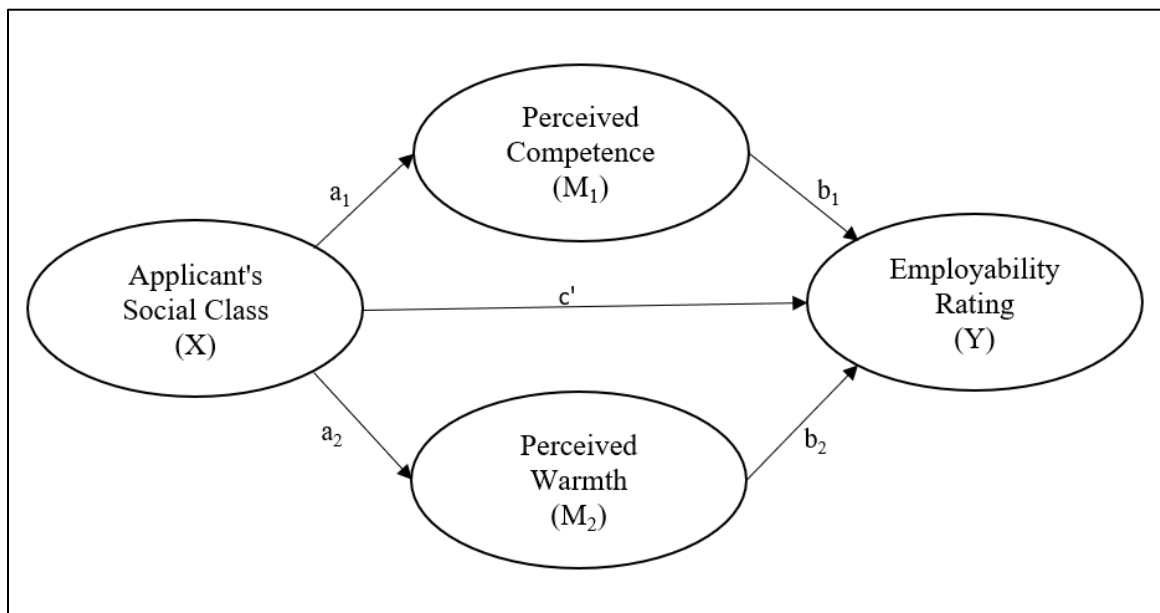 Perceived
Competence
(M₁)
a₁
b₁
Applicant's
Social Class
(X)
c'
Employability
Rating
(Y)
a₂
b₂
Perceived
Warmth
(M₂)